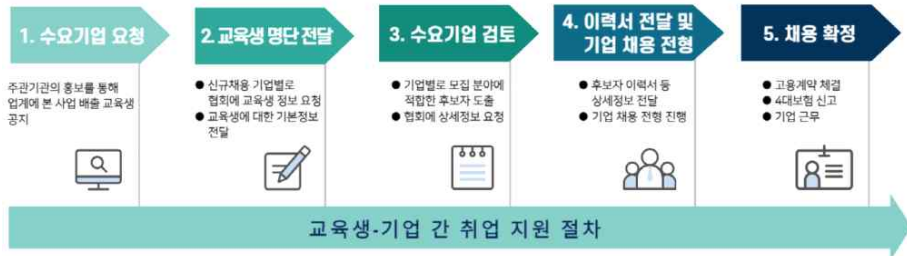 1. 수요기업 요청
주관기관의 홍보를 통해
업계에 본 사업 배출 교육생
공지
2. 교육생 명단 전달
● 신규채용 기업별로
협회에 교육생 정보 요청
● 교육생에 대한 기본정보
전달
3. 수요기업 검토
● 기업별로 모집 분야에
적합한 후보자 도출
● 협회에 상세정보 요청
4. 이력서 전달 및
기업 채용 전형
● 후보자 이력서 등
상세정보 전달
● 기업 채용 전형 진행
5. 채용 확정
● 고용계약 체결
● 4대보험 신고
● 기업 근무
교육생-기업 간 취업 지원 절차